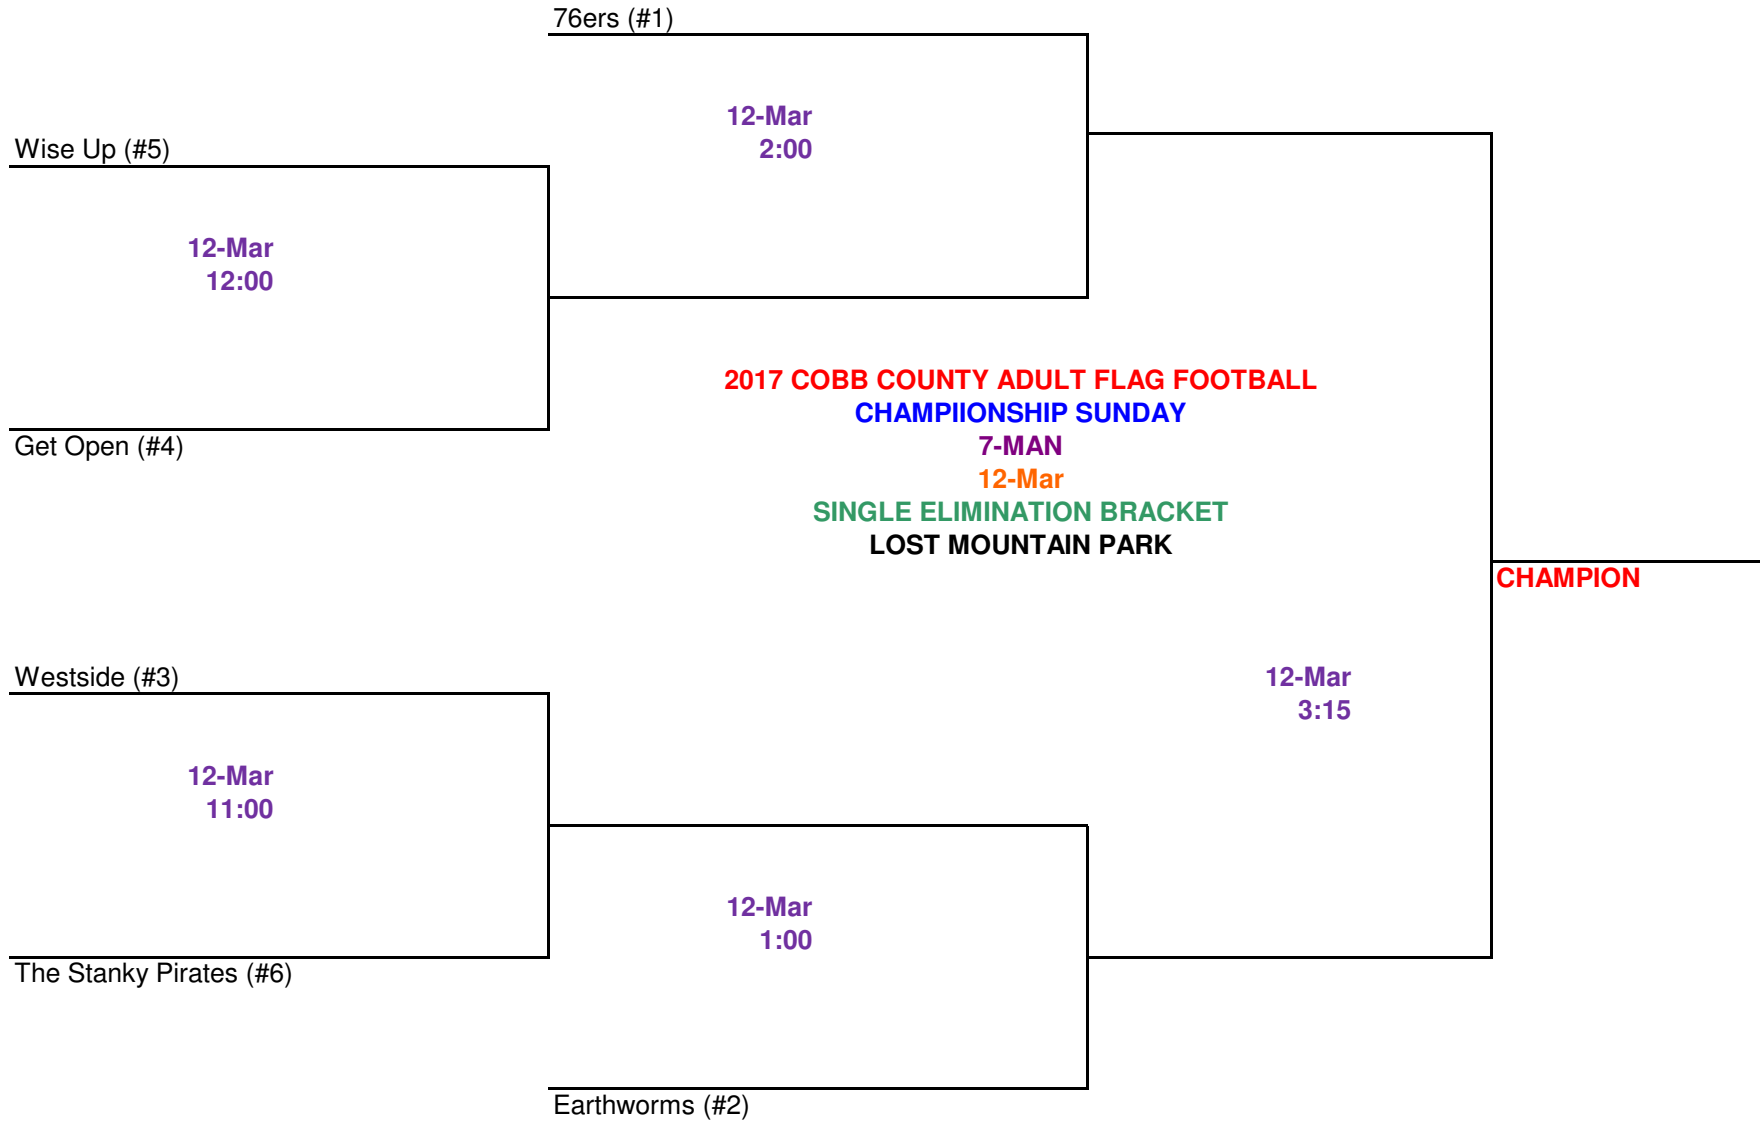 76ers (#1)
12-Mar
2:00
Wise Up (#5)
12-Mar
12:00
Get Open (#4)
2017 COBB COUNTY ADULT FLAG FOOTBALL
CHAMPIIONSHIP SUNDAY
7-MAN
12-Mar
SINGLE ELIMINATION BRACKET
LOST MOUNTAIN PARK
CHAMPION
Westside (#3)
12-Mar
3:15
12-Mar
11:00
12-Mar
1:00
The Stanky Pirates (#6)
Earthworms (#2)